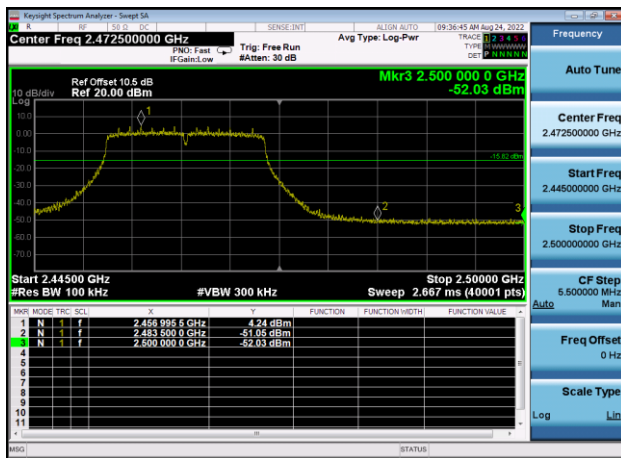 Keysight Spectrum Analyzer - Swept SA
R RF 50 Ω DC SENSE:INT ALIGN AUTO 09:36:45 AM Aug 24, 2022
Center Freq 2.472500000 GHz
PNO: Fast
IFGain:Low
Trig: Free Run
#Atten: 30 dB
Avg Type: Log-Pwr
TRACE 1 2 3 4 5 6
TYPE M W W W W W
DET P N N N N N
Frequency
Auto Tune
Center Freq
2.472500000 GHz
Start Freq
2.445000000 GHz
Stop Freq
2.500000000 GHz
CF Step
5.500000 MHz
Auto Man
Freq Offset
0 Hz
Scale Type
Log Lin
Ref Offset 10.5 dB
10 dB/div Ref 20.00 dBm
Log
Mkr3 2.500 000 0 GHz
-52.03 dBm
10.0
0.00
-10.0
-20.0
-30.0
-40.0
-50.0
-60.0
-70.0
1
2
3
-15.82 dBm
Start 2.44500 GHz Stop 2.50000 GHz
#Res BW 100 kHz #VBW 300 kHz Sweep 2.667 ms (40001 pts)
MKR MODE TRC SCL X Y FUNCTION FUNCTION WIDTH FUNCTION VALUE
1 N 1 f 2.456 995 5 GHz 4.24 dBm
2 N 1 f 2.483 500 0 GHz -51.05 dBm
3 N 1 f 2.500 000 0 GHz -52.03 dBm
4
5
6
7
8
9
10
11
MSG STATUS